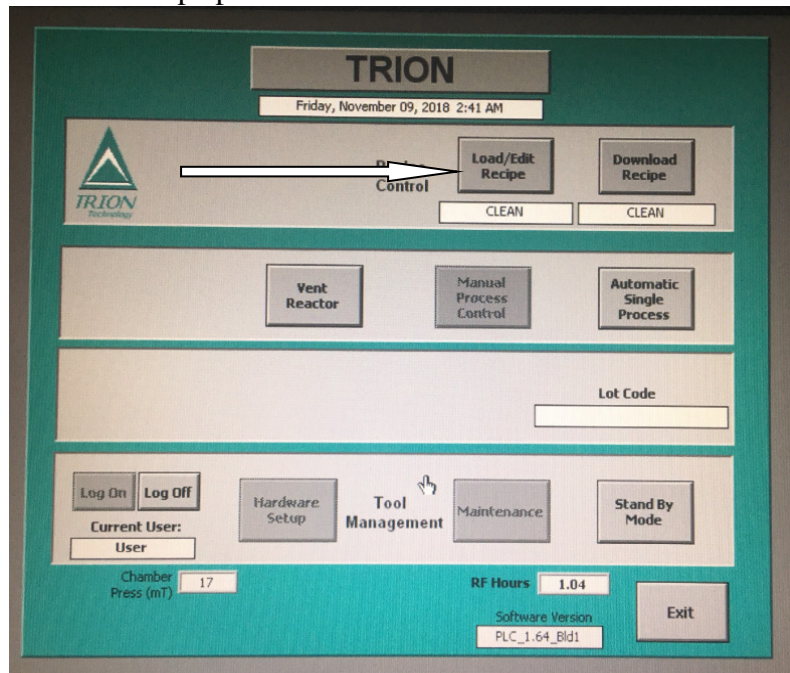 TRION
Friday, November 09, 2018 2:41 AM
TRION
Technology
Control
Load/Edit
Recipe
Download
Recipe
CLEAN
CLEAN
Vent
Reactor
Manual
Process
Control
Automatic
Single
Process
Lot Code
Log On
Log Off
Current User:
User
Hardware
Setup
Tool
Management
Maintenance
Stand By
Mode
Chamber
Press (mT)
17
RF Hours
1.04
Software Version
PLC_1.64_Bld1
Exit